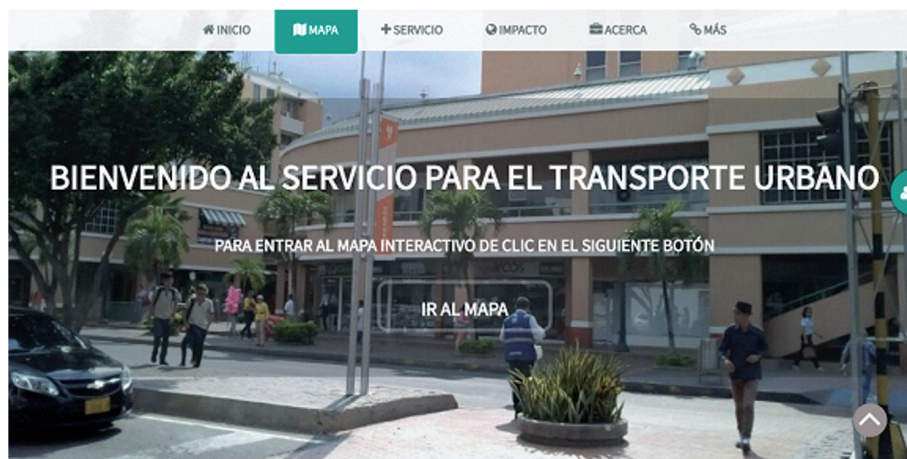 INICIO
MAPA
SERVICIO
IMPACTO
ACERCA
MÁS
BIENVENIDO AL SERVICIO PARA EL TRANSPORTE URBANO
PARA ENTRAR AL MAPA INTERACTIVO DE CLIC EN EL SIGUIENTE BOTÓN
IR AL MAPA